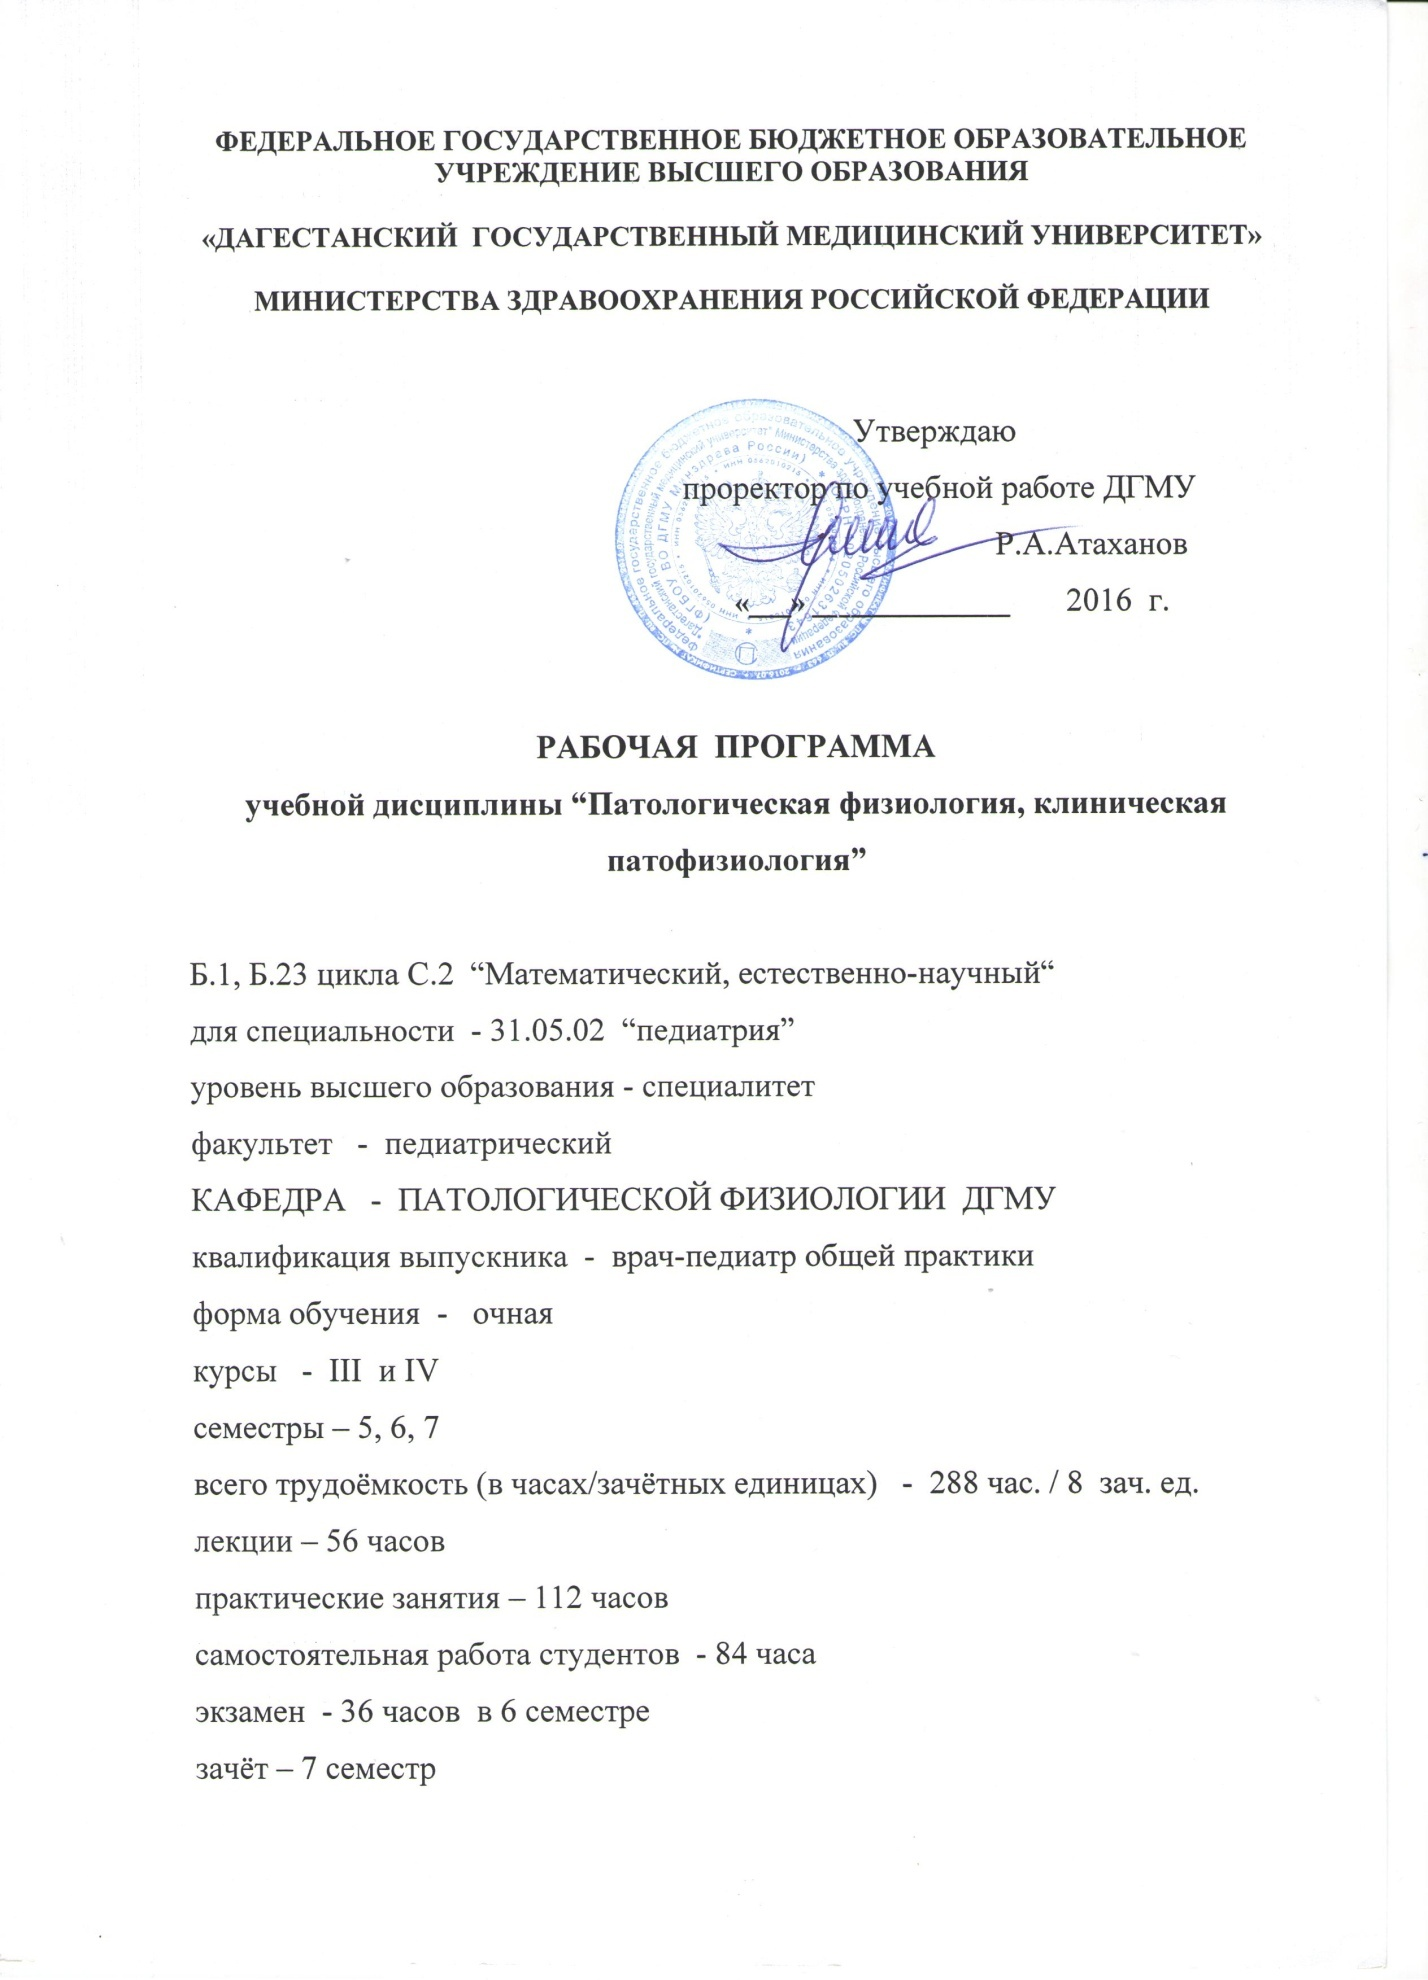 ФЕДЕРАЛЬНОЕ ГОСУДАРСТВЕННОЕ БЮДЖЕТНОЕ ОБРАЗОВАТЕЛЬНОЕ
УЧРЕЖДЕНИЕ ВЫСШЕГО ОБРАЗОВАНИЯ
«ДАГЕСТАНСКИЙ ГОСУДАРСТВЕННЫЙ МЕДИЦИНСКИЙ УНИВЕРСИТЕТ»
МИНИСТЕРСТВА ЗДРАВООХРАНЕНИЯ РОССИЙСКОЙ ФЕДЕРАЦИИ
Утверждаю
проректор по учебной работе ДГМУ
Р.А.Атаханов
«___» ____________ 2016 г.
РАБОЧАЯ ПРОГРАММА
учебной дисциплины “Патологическая физиология, клиническая
патофизиология”
Б.1, Б.23 цикла С.2 “Математический, естественно-научный“
для специальности - 31.05.02 “педиатрия”
уровень высшего образования - специалитет
факультет - педиатрический
КАФЕДРА - ПАТОЛОГИЧЕСКОЙ ФИЗИОЛОГИИ ДГМУ
квалификация выпускника - врач-педиатр общей практики
форма обучения - очная
курсы - III и IV
семестры – 5, 6, 7
всего трудоёмкость (в часах/зачётных единицах) - 288 час. / 8 зач. ед.
лекции – 56 часов
практические занятия – 112 часов
самостоятельная работа студентов - 84 часа
экзамен - 36 часов в 6 семестре
зачёт – 7 семестр